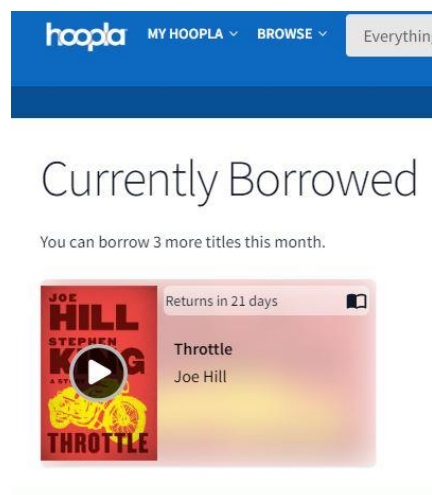 hoopla MY HOOPLA BROWSE Everything
Currently Borrowed
You can borrow 3 more titles this month.
JOE
HILL
STEPHEN
KING
THROTTLE
Returns in 21 days
Throttle
Joe Hill